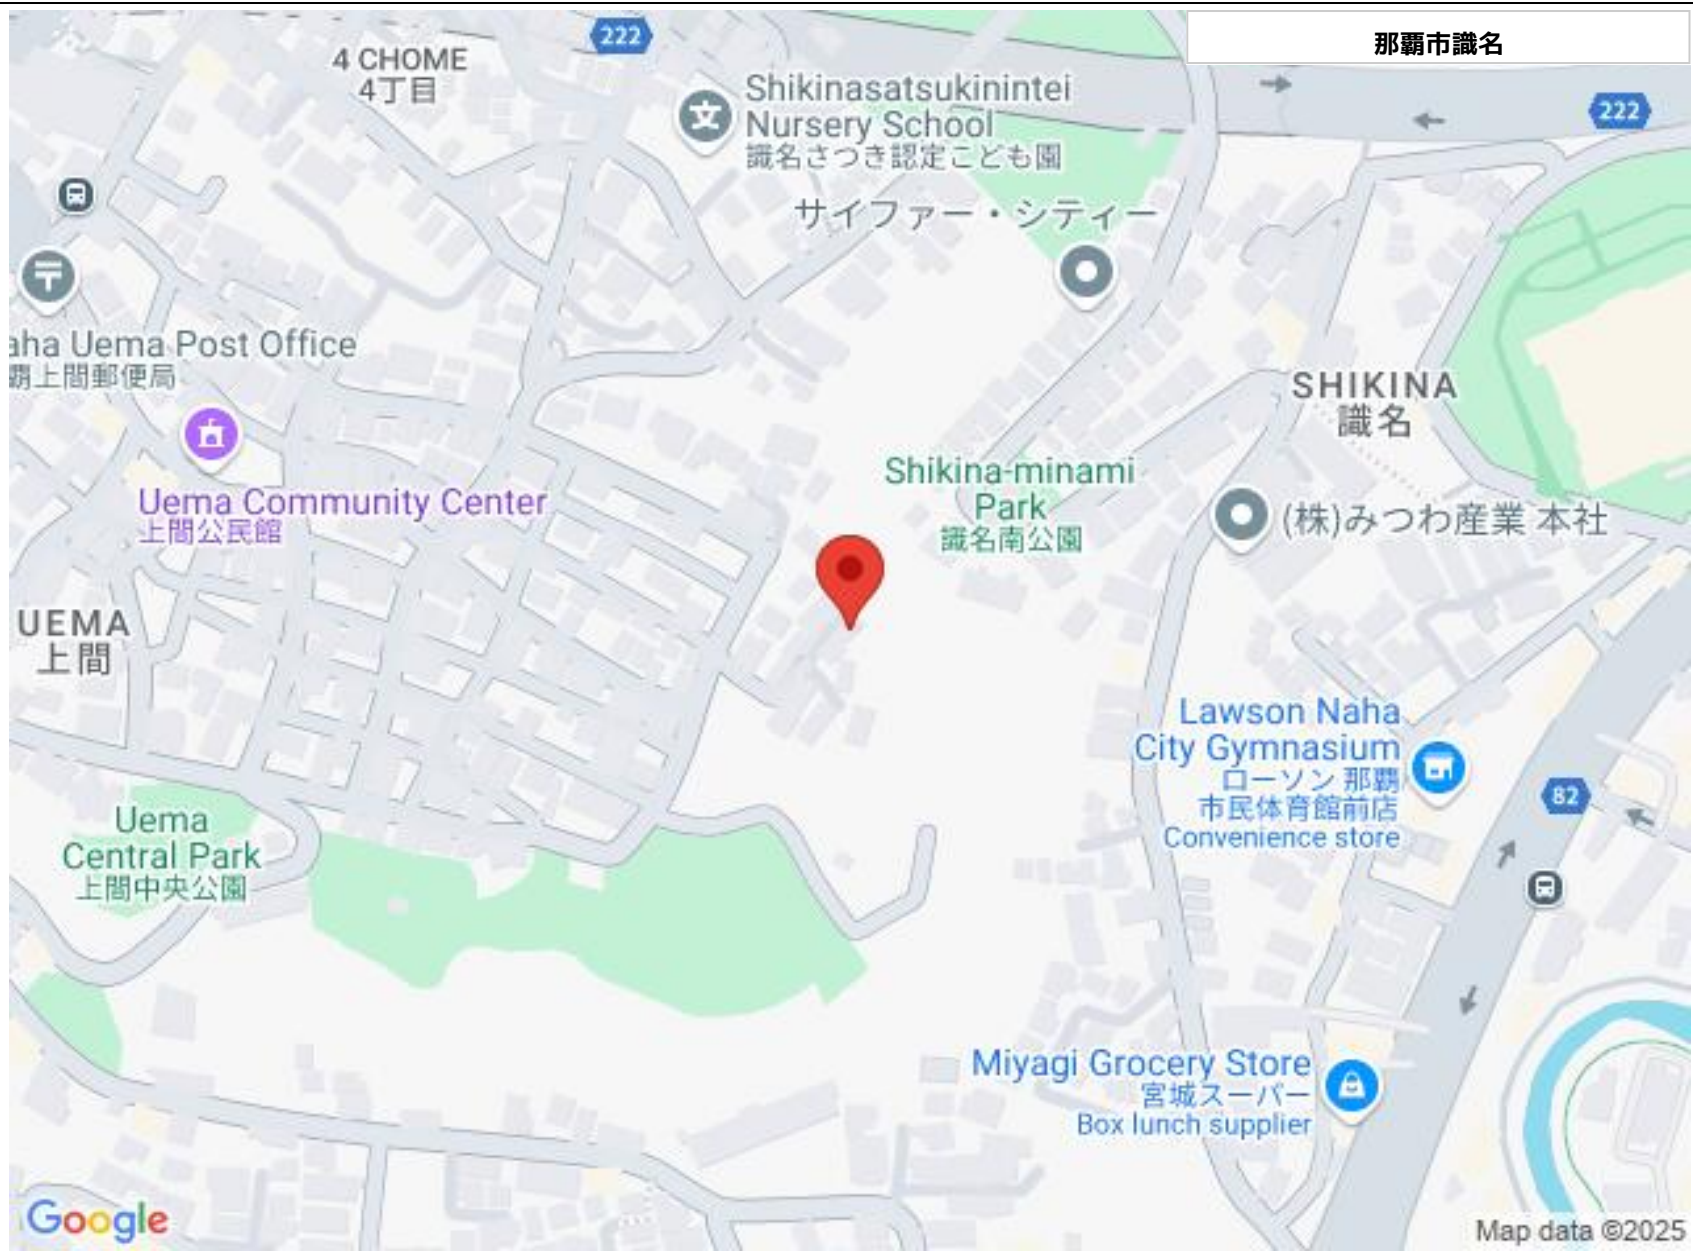 那覇市識名
222
4 CHOME
4丁目
Shikinasatsukinintei
Nursery School
識名さつき認定こども園
222
サイファー・シティー
aha Uema Post Office
覇上間郵便局
SHIKINA
識名
Uema Community Center
上間公民館
Shikina-minami
Park
識名南公園
(株)みつわ産業 本社
UEMA
上間
Lawson Naha
City Gymnasium
ローソン 那覇
市民体育館前店
Convenience store
82
Uema
Central Park
上間中央公園
Miyagi Grocery Store
宮城スーパー
Box lunch supplier
Google
Map data ©2025